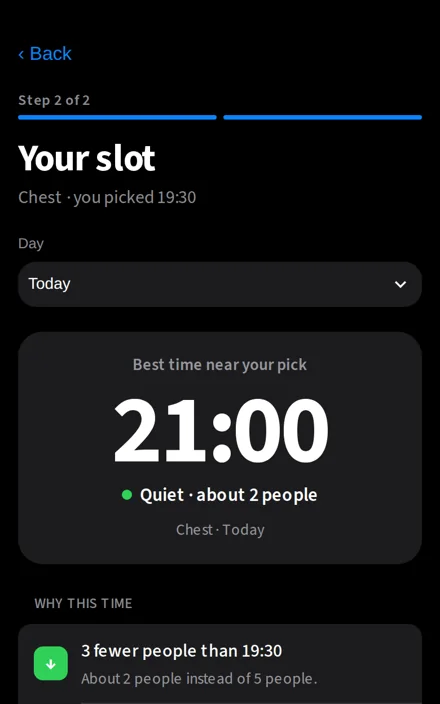 ‹ Back
Step 2 of 2
Your slot
Chest · you picked 19:30
Day
Today
Best time near your pick
21:00
Quiet · about 2 people
Chest · Today
WHY THIS TIME
3 fewer people than 19:30
About 2 people instead of 5 people.